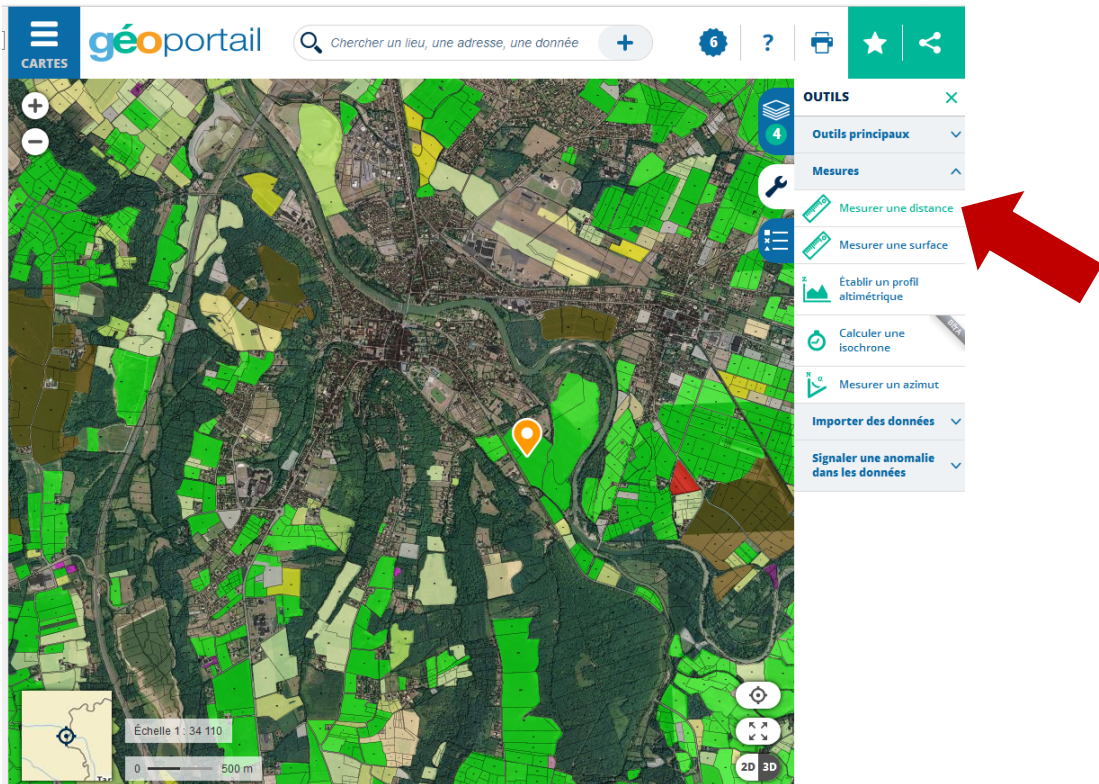 CARTES
géoportail
Chercher un lieu, une adresse, une donnée
+
6
?
OUTILS
4
Outils principaux
Mesures
Mesurer une distance
Mesurer une surface
Établir un profil
altimétrique
Calculer une
isochrone
Mesurer un azimut
Importer des données
Signaler une anomalie
dans les données
Échelle 1 : 34 110
0 500 m
Tar
2D 3D